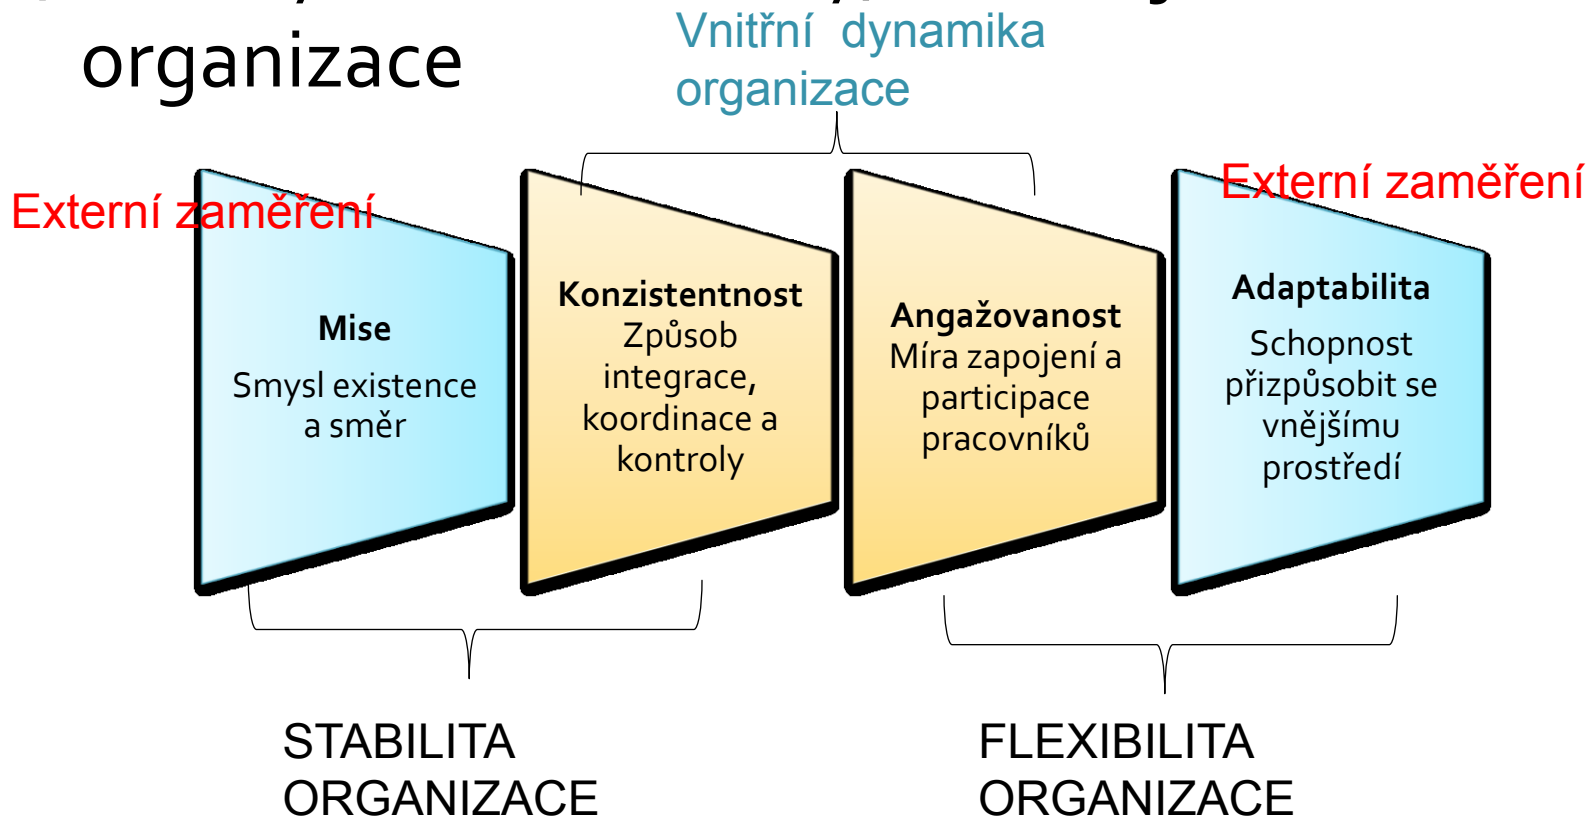 organizace
Vnitřní dynamika
organizace
Externí zaměření
Externí zaměření
Mise
Smysl existence
a směr
Konzistentnost
Způsob
integrace,
koordinace a
kontroly
Angažovanost
Míra zapojení a
participace
pracovníků
Adaptabilita
Schopnost
přizpůsobit se
vnějšímu
prostředí
STABILITA
ORGANIZACE
FLEXIBILITA
ORGANIZACE